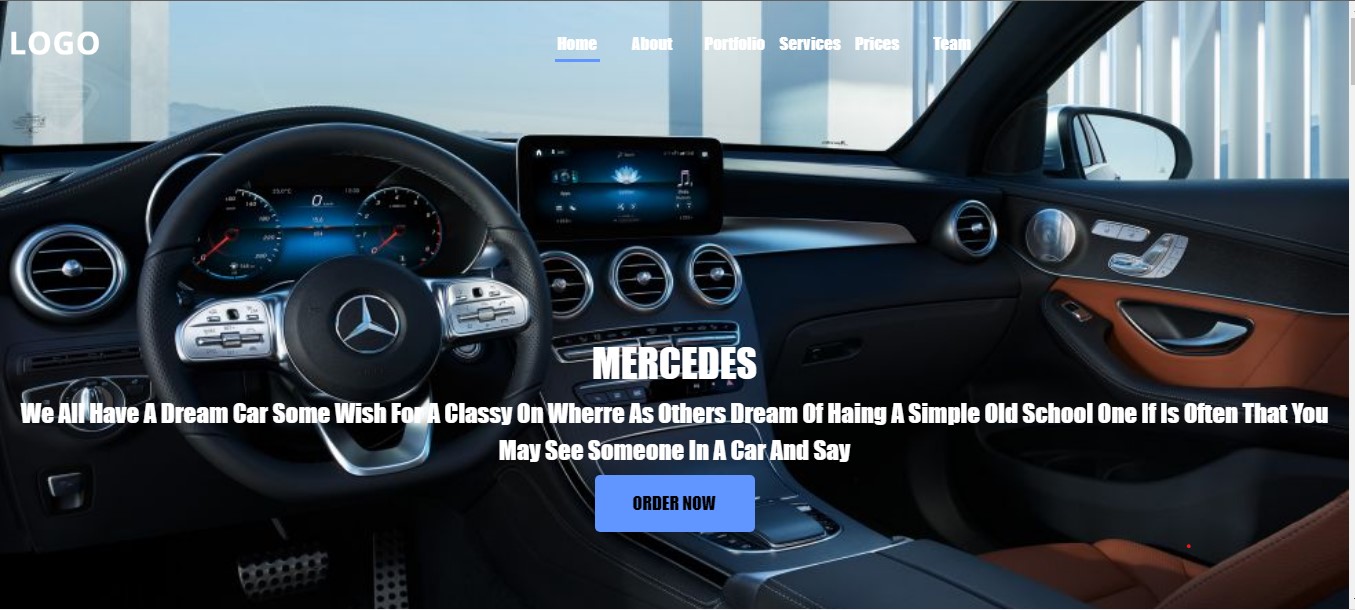 LOGO
Home About Portfolio Services Prices Team
MERCEDES
We All Have A Dream Car Some Wish For A Classy On Wherre As Others Dream Of Haing A Simple Old School One If Is Often That You
May See Someone In A Car And Say
ORDER NOW